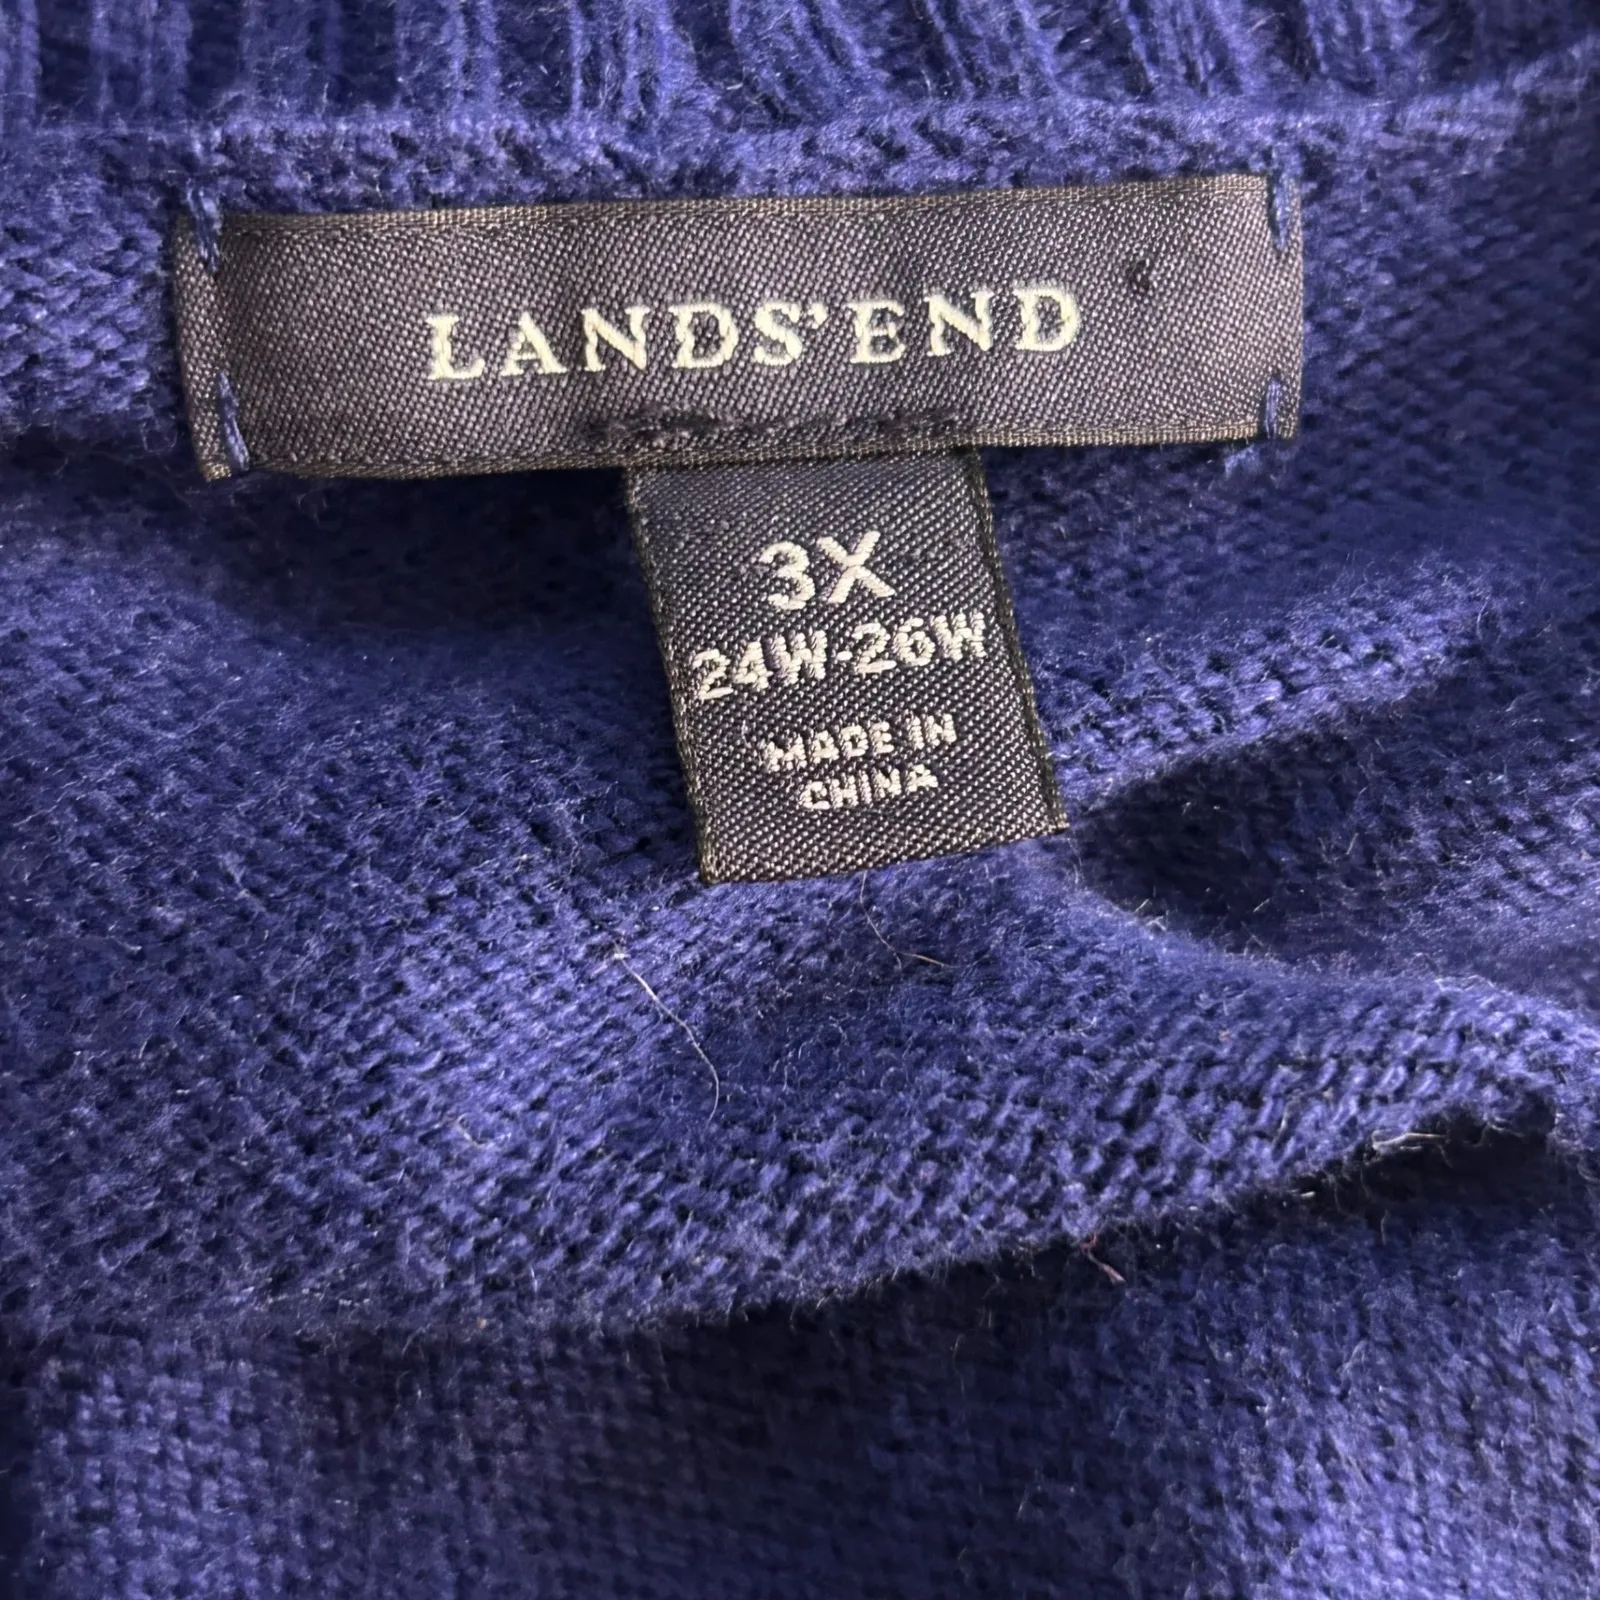 LANDS' END
3X
24W-26W
MADE IN
CHINA